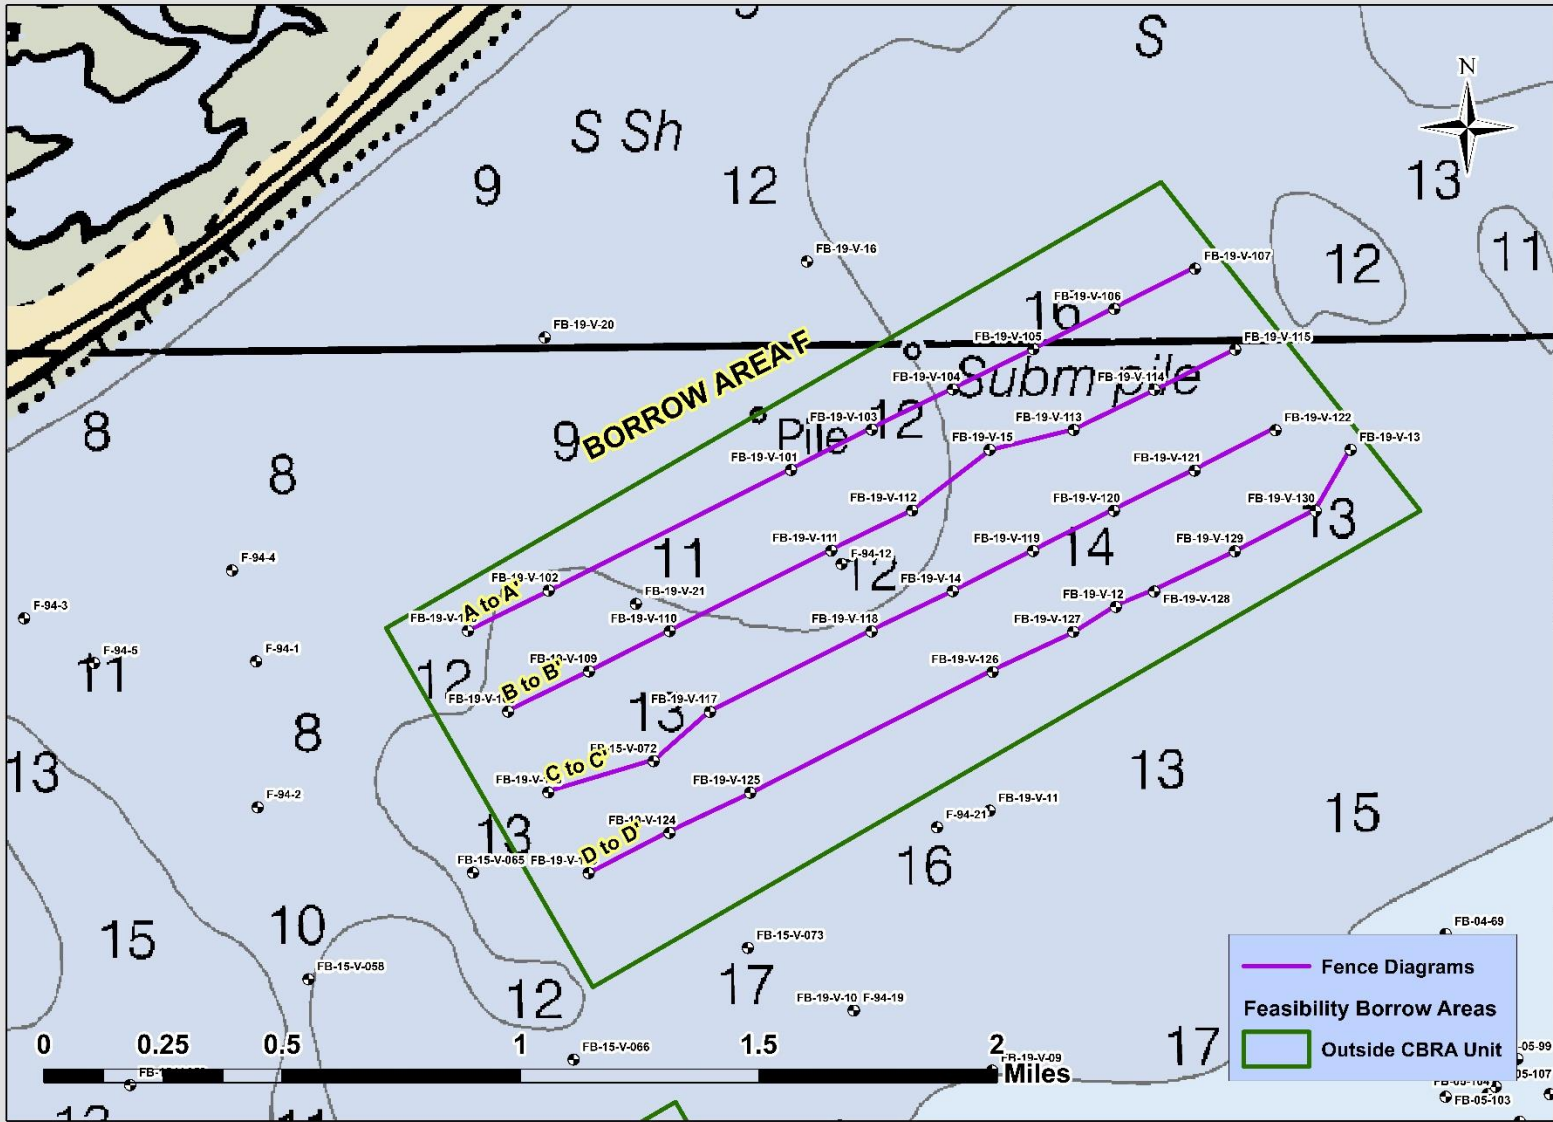 S
S Sh
N
9
12
13
FB-19-V-16
FB-19-V-107
11
12
FB-19-V-106
16
FB-19-V-20
BORROW AREA F
FB-19-V-105
FB-19-V-115
FB-19-V-104
Subm pile
FB-19-V-114
8
9
Pile
FB-19-V-103
12
FB-19-V-113
FB-19-V-122
FB-19-V-15
FB-19-V-13
FB-19-V-101
FB-19-V-121
8
FB-19-V-112
FB-19-V-120
FB-19-V-130
13
F-94-4
11
FB-19-V-111
FB-19-V-119
14
FB-19-V-129
F-94-12
12
FB-19-V-102
FB-19-V-14
A to A'
FB-19-V-21
FB-19-V-12
FB-19-V-128
F-94-3
FB-19-V-110
FB-19-V-118
FB-19-V-127
F-94-5
11
F-94-1
12
FB-19-V-109
FB-19-V-126
B to B'
FB-19-V-117
13
8
FB-15-V-072
13
C to C'
FB-19-V-125
13
F-94-2
FB-19-V-11
F-94-21
15
13
FB-19-V-124
D to D'
FB-15-V-065
16
15
10
FB-15-V-073
FB-04-69
FB-15-V-058
17
12
FB-19-V-10
F-94-19
Fence Diagrams
Feasibility Borrow Areas
Outside CBRA Unit
17
FB-15-V-066
FB-19-V-09
0
0.25
0.5
1
1.5
2
Miles
FB-05-103